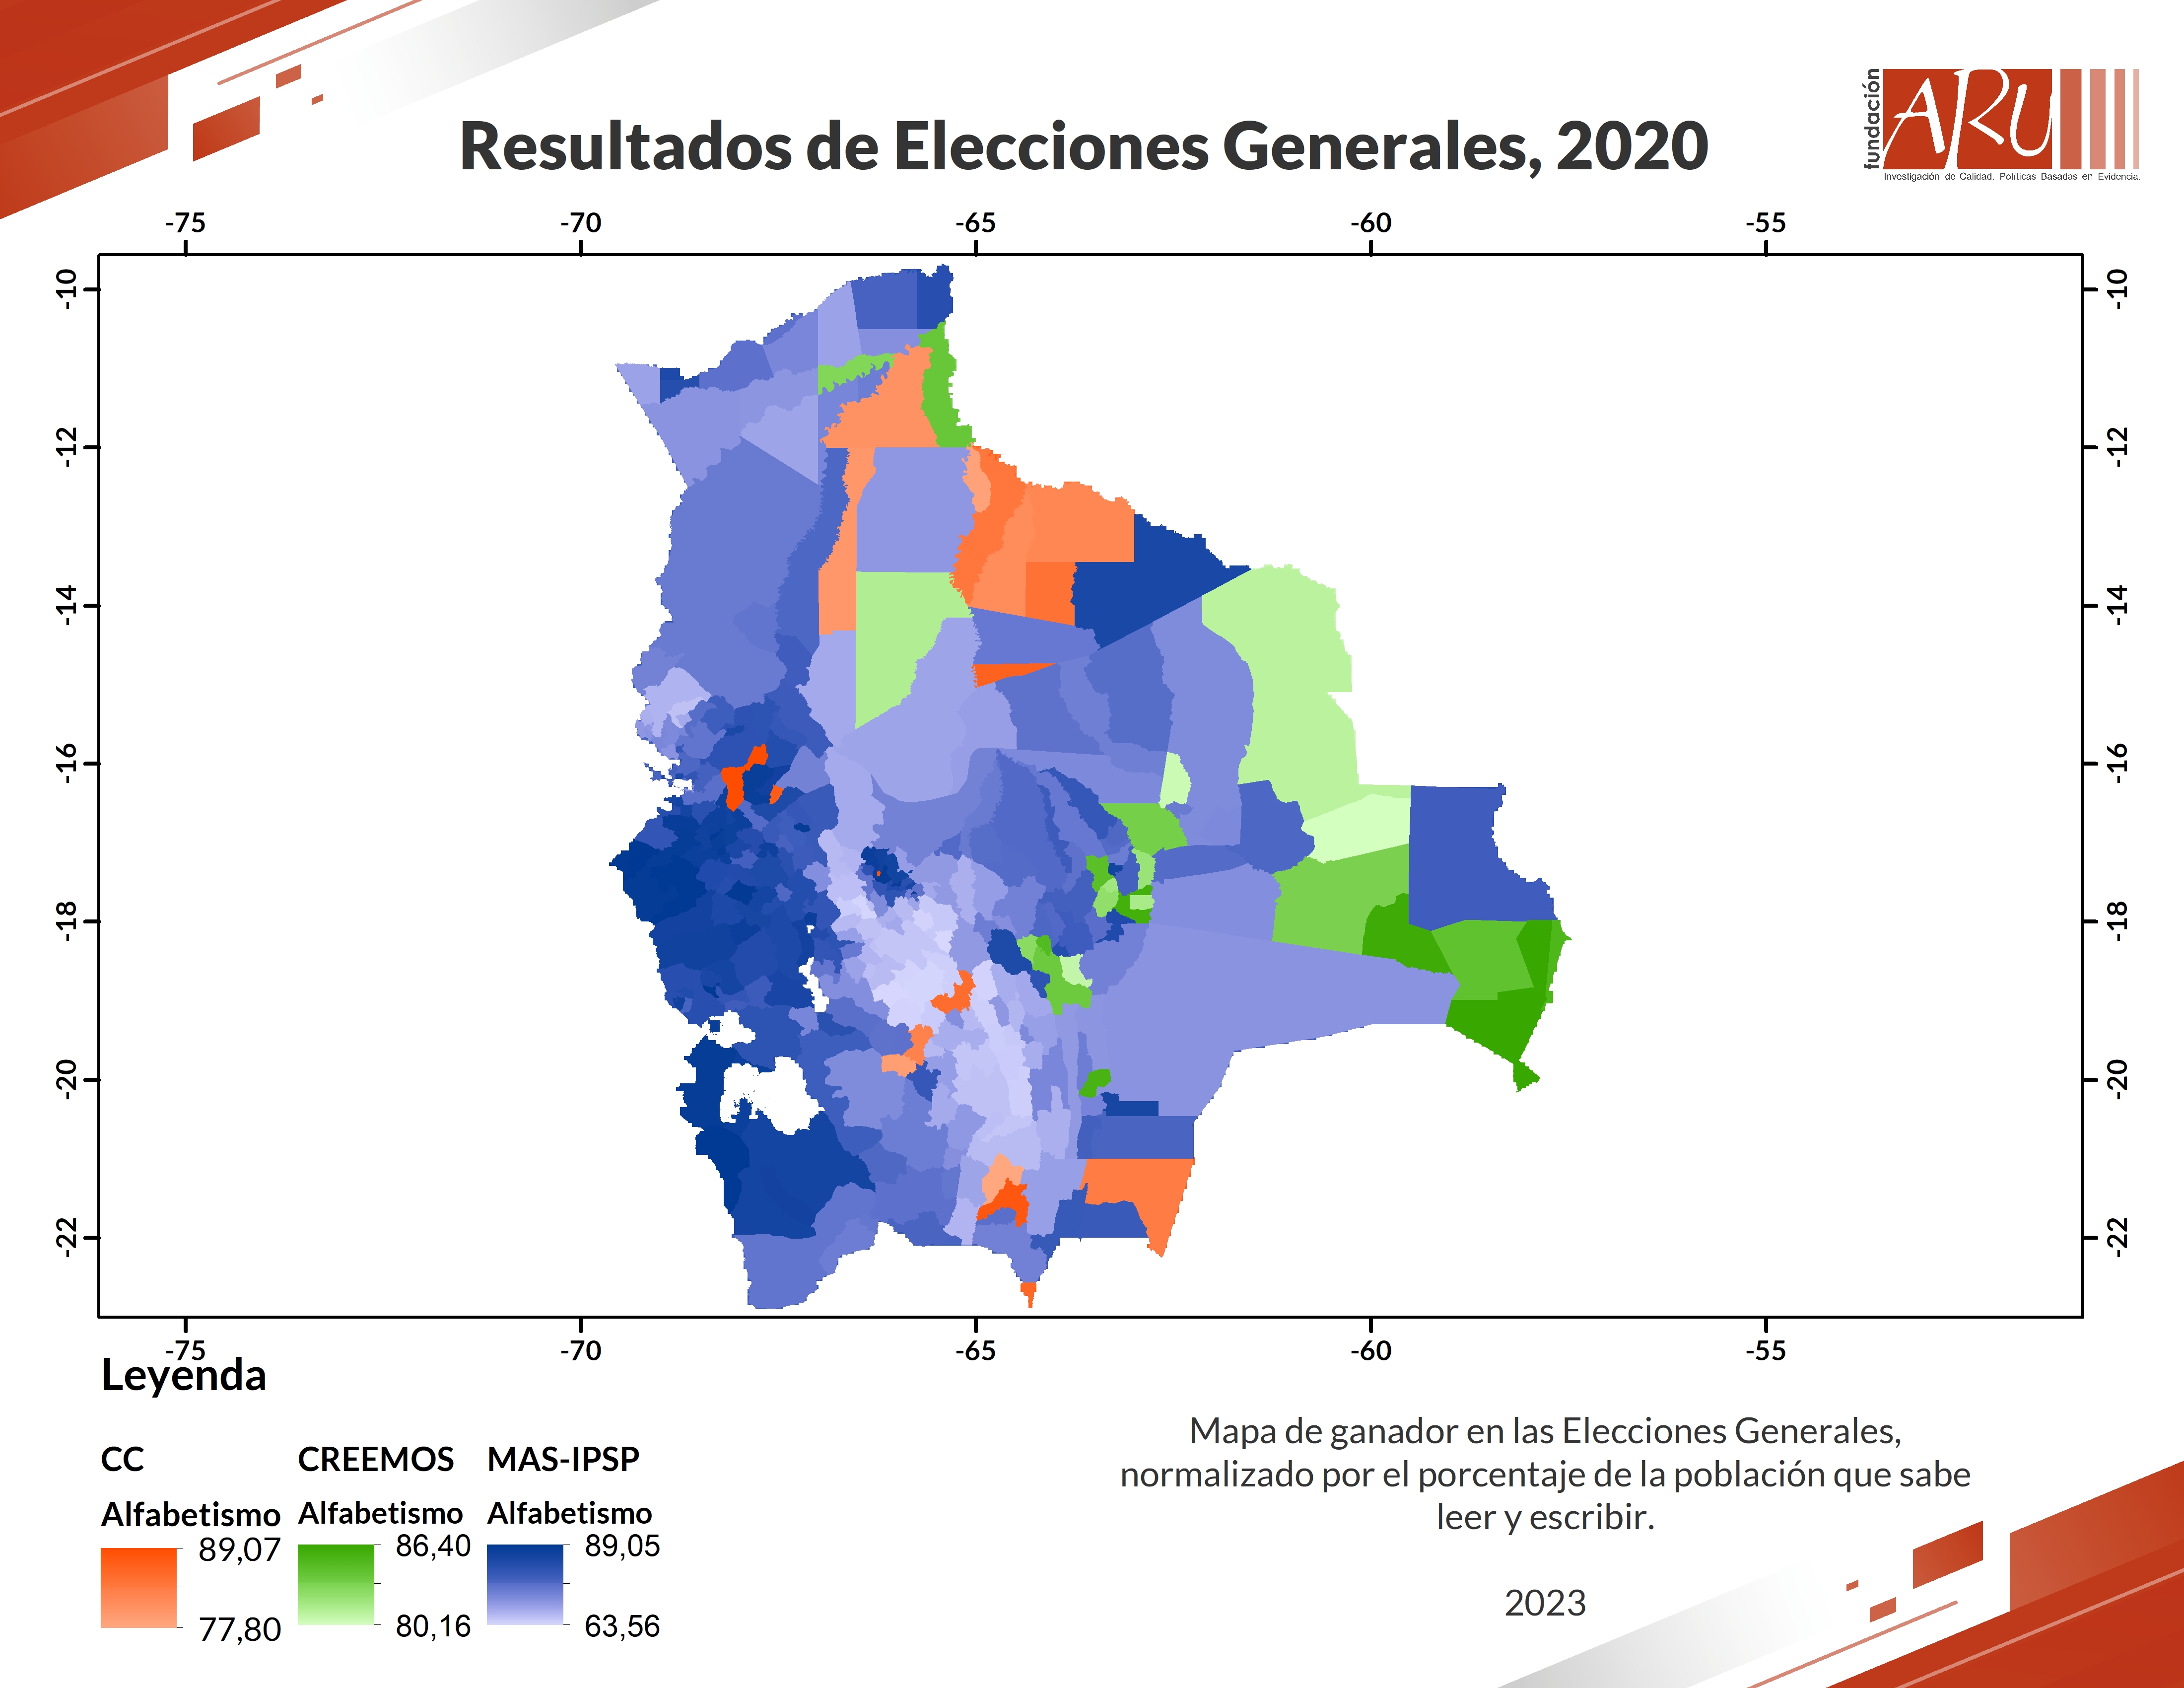 Resultados de Elecciones Generales, 2020
fundación
ARU
Investigación de Calidad. Políticas Basadas en Evidencia.
-75 -70 -65 -60 -55
-10 -10
-12 -12
-14 -14
-16 -16
-18 -18
-20 -20
-22 -22
-75 -70 -65 -60 -55
Leyenda
CC CREEMOS MAS-IPSP
Alfabetismo Alfabetismo Alfabetismo
89,07 86,40 89,05
77,80 80,16 63,56
Mapa de ganador en las Elecciones Generales,
normalizado por el porcentaje de la población que sabe
leer y escribir.
2023